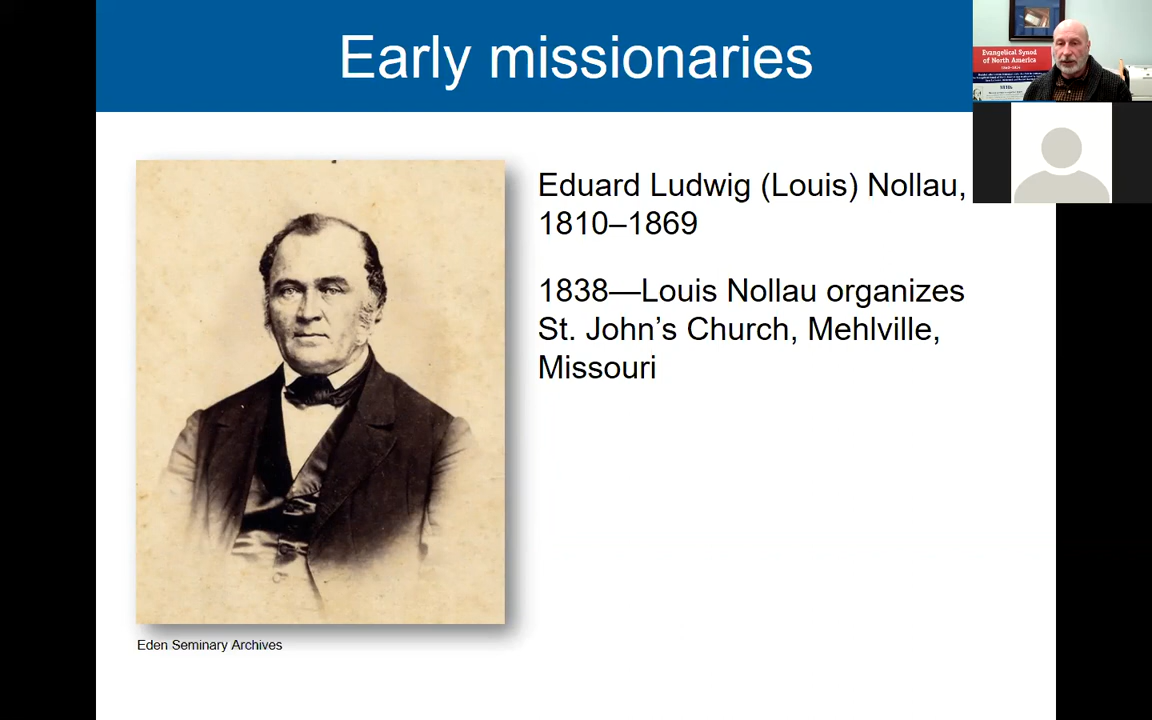 Early missionaries
Evangelical Synod
of North America
Eduard Ludwig (Louis) Nollau,
1810–1869
1838—Louis Nollau organizes
St. John’s Church, Mehlville,
Missouri
Eden Seminary Archives